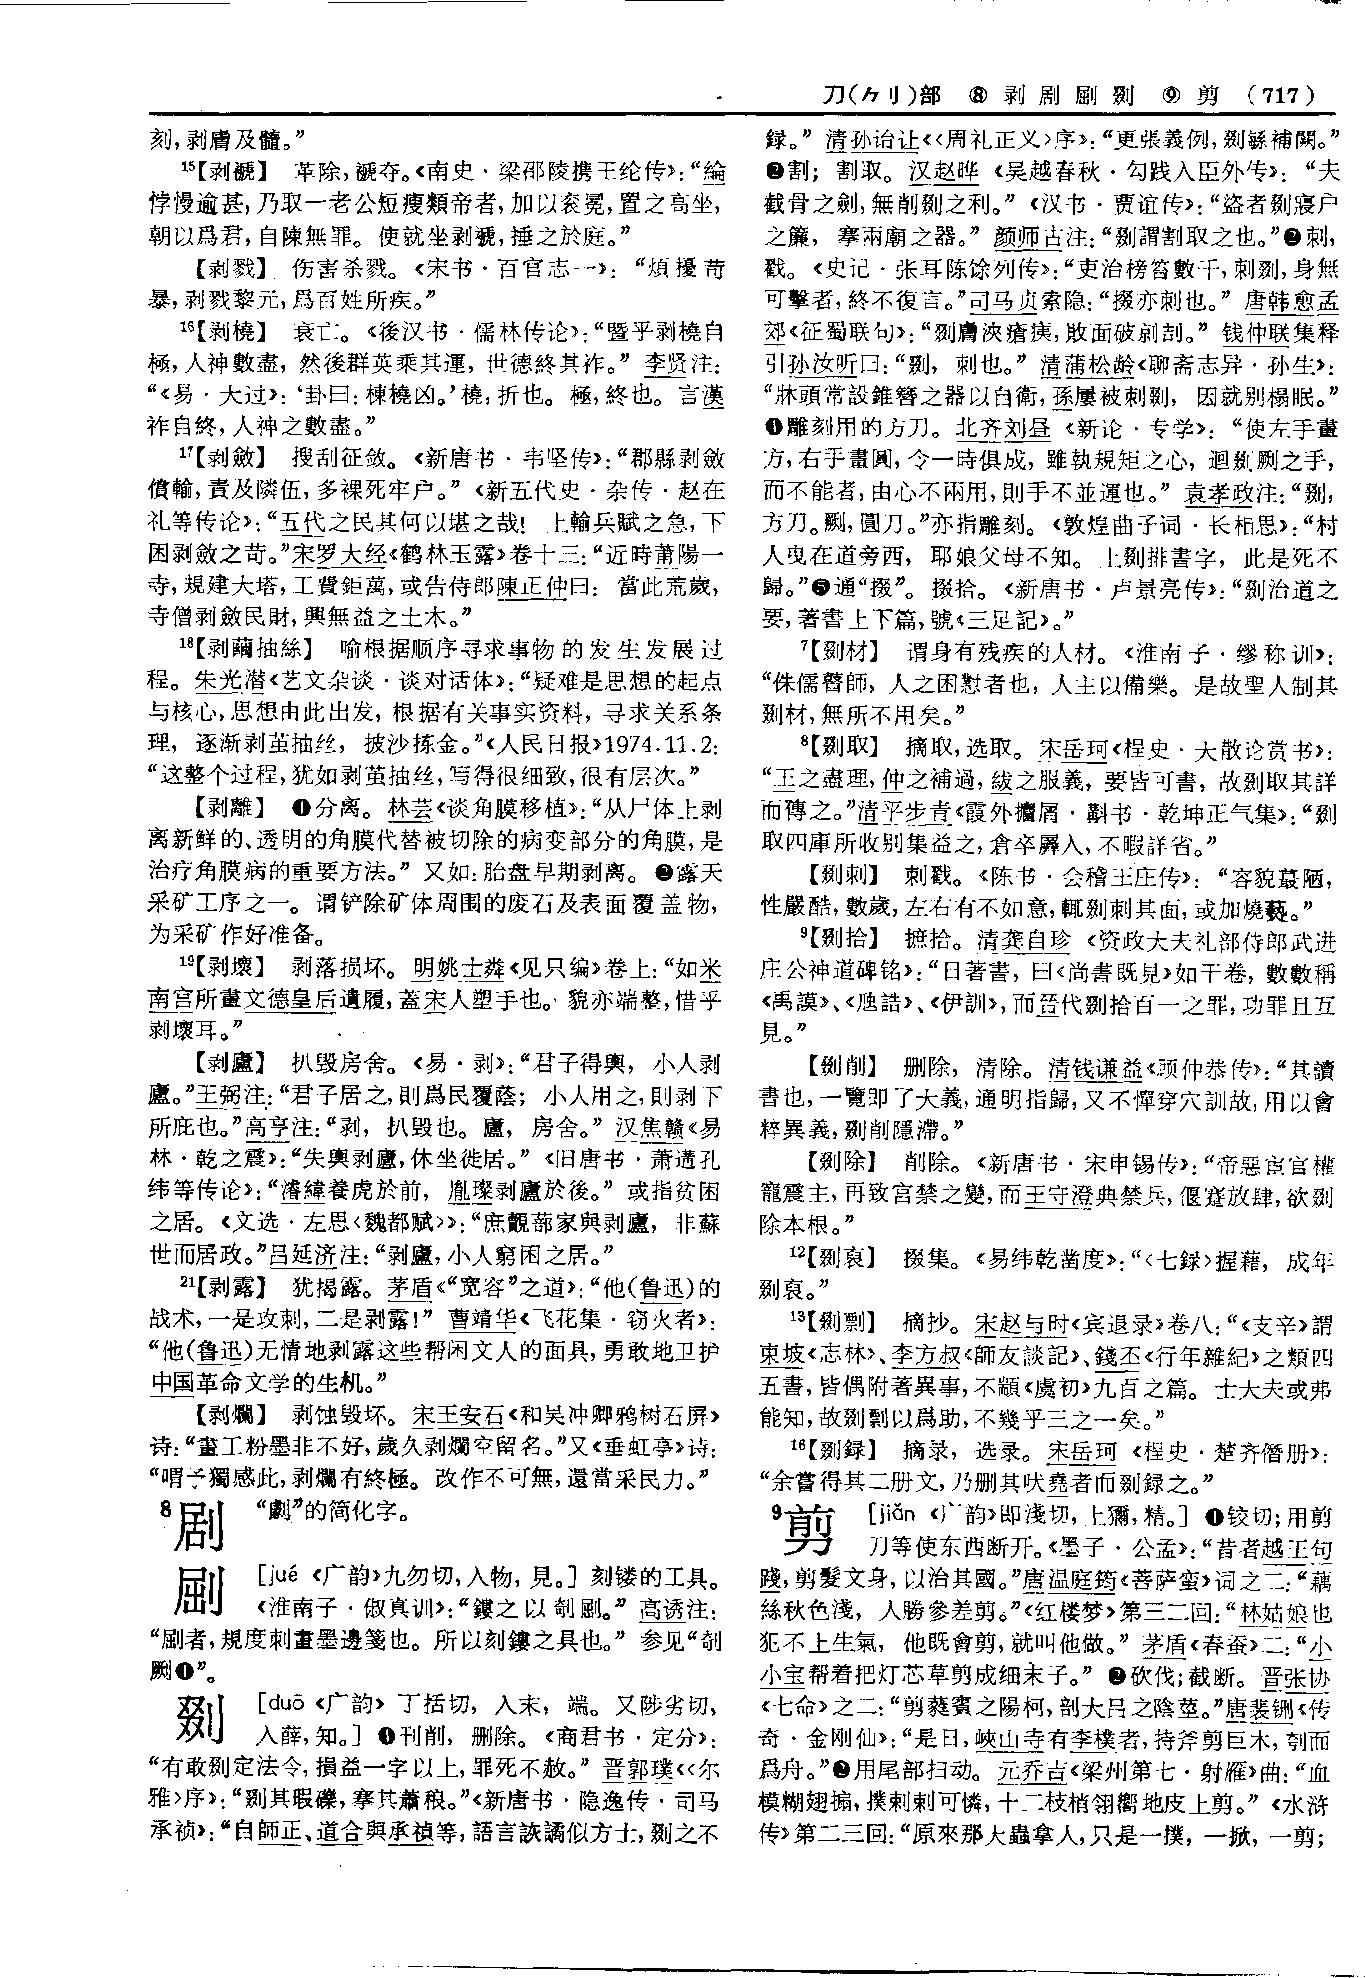 刀(⺈刂)部 ⑧ 剥 剧 剧 剟 ⑨ 剪 (717)
刻,剥膚及髓。”
15【剥褫】 革除,褫夺。《南史·梁邵陵携王纶传》:“綸
悖慢逾甚,乃取一老公短瘦類帝者,加以衮冕,置之高坐,
朝以爲君,自陳無罪。使就坐剥褫,捶之於庭。”
【剥戮】 伤害杀戮。《宋书·百官志一》:“煩擾苛
暴,剥戮黎元,爲百姓所疾。”
16【剥橈】 衰亡。《後汉书·儒林传论》:“暨乎剥橈自
極,人神數盡,然後群英乘其運,世德終其祚。”李贤注:
“《易·大过》:‘卦曰:棟橈凶。’橈,折也。極,終也。言漢
祚自終,人神之數盡。”
17【剥斂】 搜刮征敛。《新唐书·韦坚传》:“郡縣剥斂
償輸,責及隣伍,多裸死牢户。”《新五代史·杂传·赵在
礼等传论》:“五代之民其何以堪之哉! 上輸兵賦之急,下
困剥斂之苛。”宋罗大经《鹤林玉露》卷十三:“近時莆陽一
寺,規建大塔,工費鉅萬,或告侍郎陳正仲曰: 當此荒歲,
寺僧剥斂民財,興無益之土木。”
18【剥繭抽絲】 喻根据顺序寻求事物的发生发展过
程。朱光潜《艺文杂谈·谈对话体》:“疑难是思想的起点
与核心,思想由此出发,根据有关事实资料,寻求关系条
理,逐渐剥茧抽丝,披沙拣金。”《人民日报》1974.11.2:
“这整个过程,犹如剥茧抽丝,写得很细致,很有层次。”
【剥離】 ❶分离。林芸《谈角膜移植》:“从尸体上剥
离新鲜的、透明的角膜代替被切除的病变部分的角膜,是
治疗角膜病的重要方法。”又如:胎盘早期剥离。❷露天
采矿工序之一。谓铲除矿体周围的废石及表面覆盖物,
为采矿作好准备。
19【剥壞】 剥落损坏。明姚士粦《见只编》卷上:“如米
南宫所畫文德皇后遺履,蓋宋人塑手也。貌亦端整,惜乎
剥壞耳。”
【剥廬】 扒毁房舍。《易·剥》:“君子得輿,小人剥
廬。”王弼注:“君子居之,則爲民覆蔭;小人用之,則剥下
所庇也。”高亨注:“剥,扒毁也。廬,房舍。”汉焦赣《易
林·乾之震》:“失輿剥廬,休坐徙居。”《旧唐书·萧遘孔
纬等传论》:“濬緯養虎於前,胤璨剥廬於後。”或指贫困
之居。《文选·左思〈魏都赋〉》:“庶覿蔀家與剥廬,非蘇
世而居政。”吕延济注:“剥廬,小人窮困之居。”
21【剥露】 犹揭露。茅盾《“宽容”之道》:“他(鲁迅)的
战术,一是攻刺,二是剥露!”曹靖华《飞花集·窃火者》:
“他(鲁迅)无情地剥露这些帮闲文人的面具,勇敢地卫护
中国革命文学的生机。”
【剥爛】 剥蚀毁坏。宋王安石《和吴冲卿鸦树石屏》
诗:“畫工粉墨非不好,歲久剥爛空留名。”又《垂虹亭》诗:
“喟予獨感此,剥爛有終極。改作不可無,還當采民力。”
8剧 “劇”的简化字。
㓸 [jué 《广韵》九勿切,入物,見。] 刻镂的工具。
《淮南子·俶真训》:“鏤之以剞㓸。”高诱注:
“㓸者,規度刺畫墨邊箋也。所以刻鏤之具也。”参见“剞
劂❶”。
剟 [duō 《广韵》丁括切,入末,端。又陟劣切,
入薛,知。] ❶刊削,删除。《商君书·定分》:
“有敢剟定法令,損益一字以上,罪死不赦。”晋郭璞《〈尔
雅〉序》:“剟其瑕礫,搴其蕭稂。”《新唐书·隐逸传·司马
承祯》:“自師正、道合與承禎等,語言詼譎似方士,剟之不
録。”清孙诒让《〈周礼正义〉序》:“更張義例,剟繇補闕。”
❷割;割取。汉赵晔《吴越春秋·勾践入臣外传》:“夫
截骨之劍,無削剟之利。”《汉书·贾谊传》:“盗者剟寢户
之簾,搴兩廟之器。”颜师古注:“剟謂割取之也。”❸刺,
戳。《史记·张耳陈馀列传》:“吏治榜笞數千,刺剟,身無
可擊者,終不復言。”司马贞索隐:“掇亦刺也。”唐韩愈孟
郊《征蜀联句》:“剟膚浹瘡痍,敗面破剠刮。”钱仲联集释
引孙汝听曰:“剟,刺也。”清蒲松龄《聊斋志异·孙生》:
“牀頭常設錐簪之器以自衛,孫屢被刺剟,因就别榻眠。”
❹雕刻用的方刀。北齐刘昼《新论·专学》:“使左手畫
方,右手畫圓,令一時俱成,雖執規矩之心,迴剟劂之手,
而不能者,由心不兩用,則手不並運也。”袁孝政注:“剟,
方刀。劂,圓刀。”亦指雕刻。《敦煌曲子词·长相思》:“村
人曳在道旁西,耶娘父母不知。上剟排書字,此是死不
歸。”❺通“掇”。掇拾。《新唐书·卢景亮传》:“剟治道之
要,著書上下篇,號《三足記》。”
7【剟材】 谓身有残疾的人材。《淮南子·缪称训》:
“侏儒瞽師,人之困慰者也,人主以備樂。是故聖人制其
剟材,無所不用矣。”
8【剟取】 摘取,选取。宋岳珂《桯史·大散论赏书》:
“王之盡理,仲之補過,紱之服義,要皆可書,故剟取其詳
而傳之。”清平步青《霞外攟屑·斠书·乾坤正气集》:“剟
取四庫所收别集益之,倉卒羼入,不暇詳省。”
【剟刺】 刺戳。《陈书·会稽王庄传》:“容貌蕞陋,
性嚴酷,數歲,左右有不如意,輒剟刺其面,或加燒爇。”
9【剟拾】 摭拾。清龚自珍《资政大夫礼部侍郎武进
庄公神道碑铭》:“日著書,曰《尚書既見》如干卷,數數稱
《禹謨》、《虺誥》、《伊訓》,而晉代剟拾百一之罪,功罪且互
見。”
【剟削】 删除,清除。清钱谦益《顾仲恭传》:“其讀
書也,一覽即了大義,通明指歸,又不憚穿穴訓故,用以會
粹異義,剟削隱滯。”
【剟除】 削除。《新唐书·宋申锡传》:“帝惡宦官權
寵震主,再致宫禁之變,而王守澄典禁兵,偃蹇放肆,欲剟
除本根。”
12【剟裒】 掇集。《易纬乾凿度》:“〈七録〉握藉,成年
剟裒。”
13【剟剽】 摘抄。宋赵与时《宾退录》卷八:“《支辛》謂
東坡《志林》、李方叔《師友談記》、錢丕《行年雜紀》之類四
五書,皆偶附著異事,不顓《虞初》九百之篇。士大夫或弗
能知,故剟剽以爲助,不幾乎三之一矣。”
16【剟録】 摘录,选录。宋岳珂《桯史·楚齐僭册》:
“余嘗得其二册文,乃删其吠堯者而剟録之。”
9剪 [jiǎn 《广韵》即淺切,上獮,精。] ❶铰切;用剪
刀等使东西断开。《墨子·公孟》:“昔者越王句
踐,剪髮文身,以治其國。”唐温庭筠《菩萨蛮》词之二:“藕
絲秋色淺,人勝參差剪。”《红楼梦》第三二回:“林姑娘也
犯不上生氣,他既會剪,就叫他做。”茅盾《春蚕》二:“小
小宝帮着把灯芯草剪成细末子。”❷砍伐;截断。晋张协
《七命》之二:“剪蕤賓之陽柯,剖大吕之陰莖。”唐裴铏《传
奇·金刚仙》:“是日,峽山寺有李樸者,持斧剪巨木,刳而
爲舟。”❸用尾部扫动。元乔吉《梁州第七·射雁》曲:“血
模糊翅搧,撲剌剌可憐,十二枝梢翎嚮地皮上剪。”《水浒
传》第二三回:“原來那大蟲拿人,只是一撲,一掀,一剪;